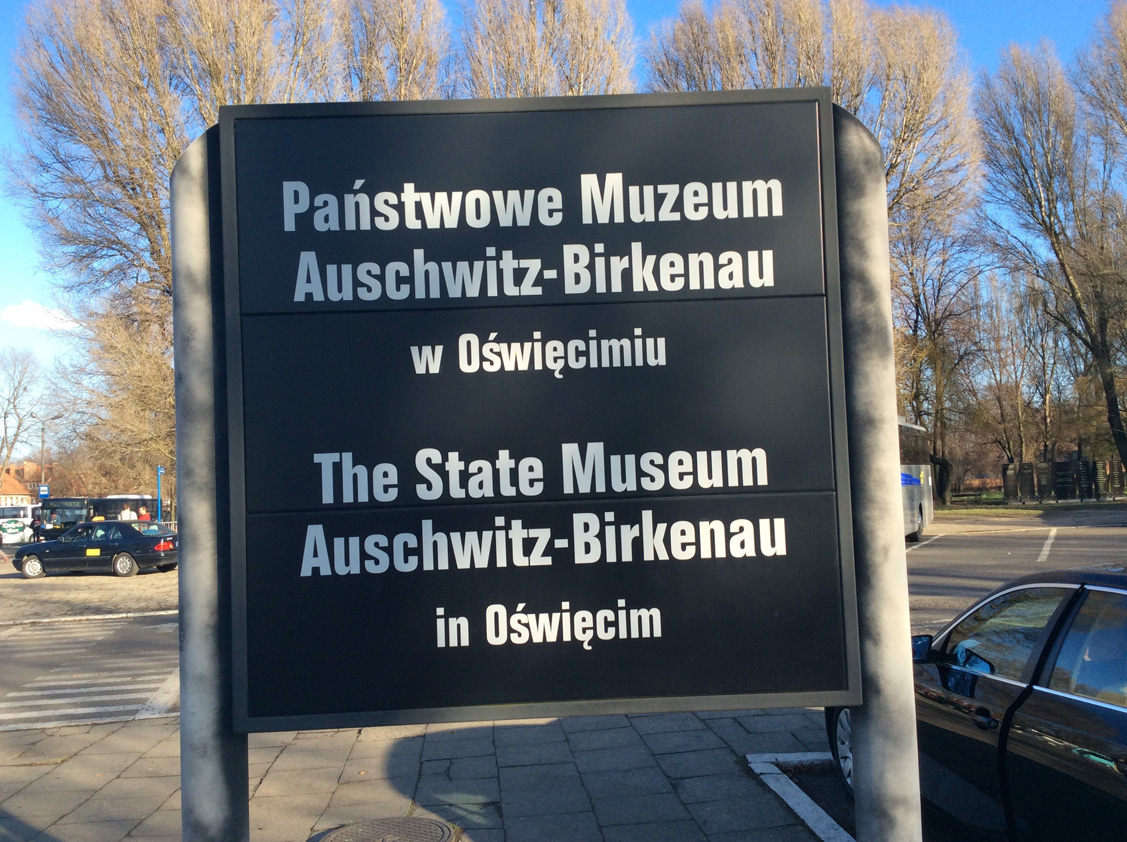 Państwowe Muzeum
Auschwitz-Birkenau
w Oświęcimiu
The State Museum
Auschwitz-Birkenau
in Oświęcim